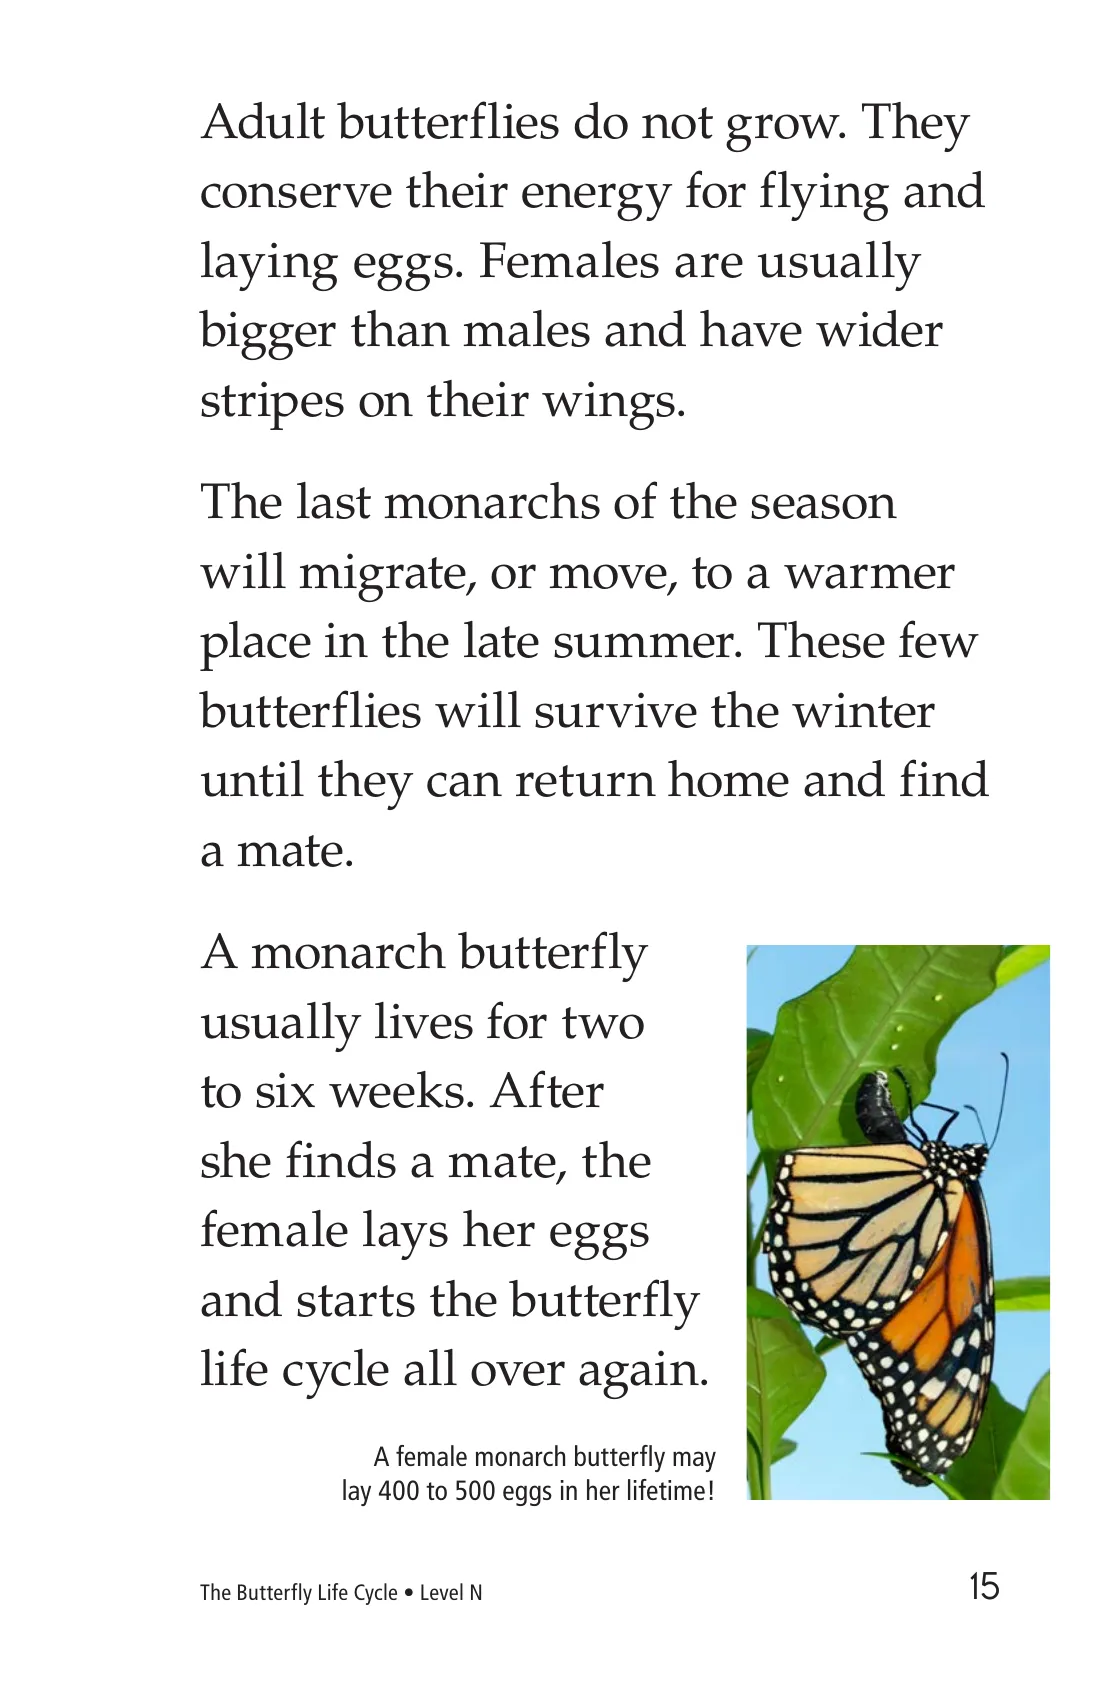 Adult butterflies do not grow. They
conserve their energy for flying and
laying eggs. Females are usually
bigger than males and have wider
stripes on their wings.
The last monarchs of the season
will migrate, or move, to a warmer
place in the late summer. These few
butterflies will survive the winter
until they can return home and find
a mate.
A monarch butterfly
usually lives for two
to six weeks. After
she finds a mate, the
female lays her eggs
and starts the butterfly
life cycle all over again.
A female monarch butterfly may
lay 400 to 500 eggs in her lifetime!
The Butterfly Life Cycle • Level N
15